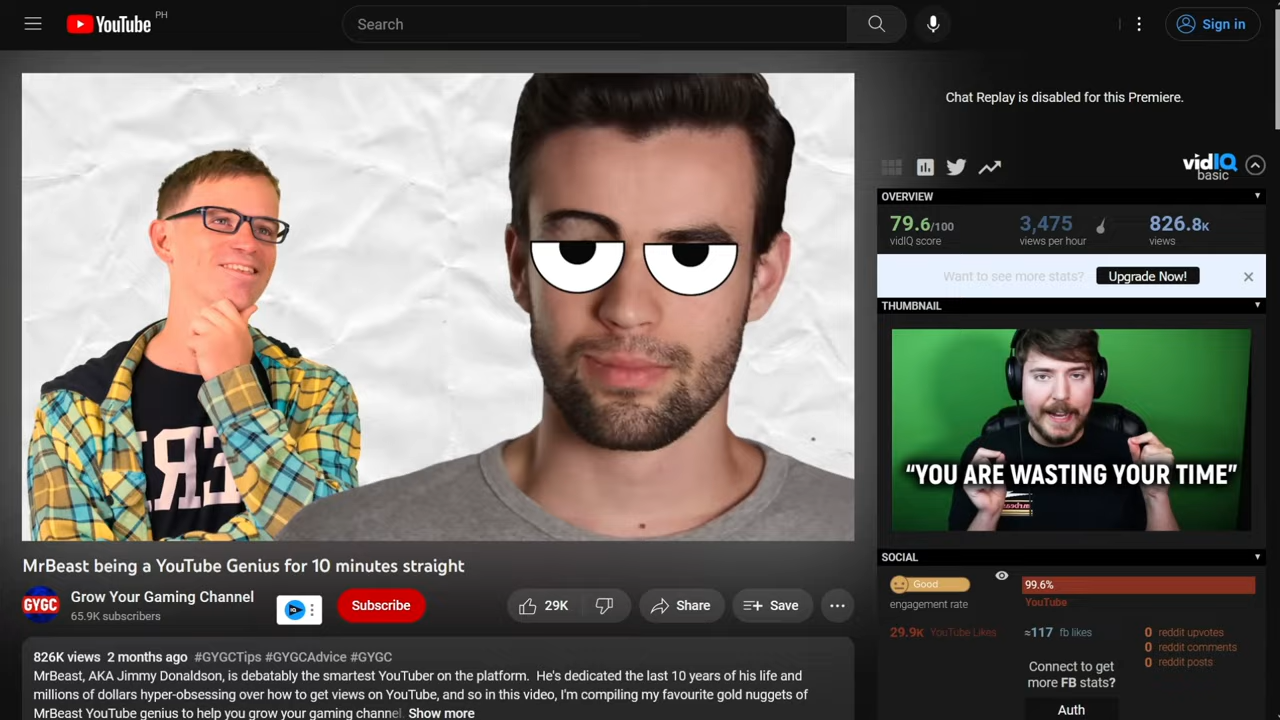 YouTube PH
Search
Sign in
Chat Replay is disabled for this Premiere.
vidIQ
basic
OVERVIEW
79.6/100
vidIQ score
3,475
views per hour
826.8K
views
Want to see more stats?
Upgrade Now!
THUMBNAIL
"YOU ARE WASTING YOUR TIME"
MrBeast being a YouTube Genius for 10 minutes straight
GYGC
Grow Your Gaming Channel
65.9K subscribers
Subscribe
29K
Share
Save
826K views 2 months ago #GYGCTips #GYGCAdvice #GYGC
MrBeast, AKA Jimmy Donaldson, is debatably the smartest YouTuber on the platform. He's dedicated the last 10 years of his life and
millions of dollars hyper-obsessing over how to get views on YouTube, and so in this video, I'm compiling my favourite gold nuggets of
MrBeast YouTube genius to help you grow your gaming channel. Show more
SOCIAL
Good
engagement rate
99.6%
YouTube
29.9K YouTube Likes
≈117 fb likes
0 reddit upvotes
0 reddit comments
0 reddit posts
Connect to get
more FB stats?
Auth